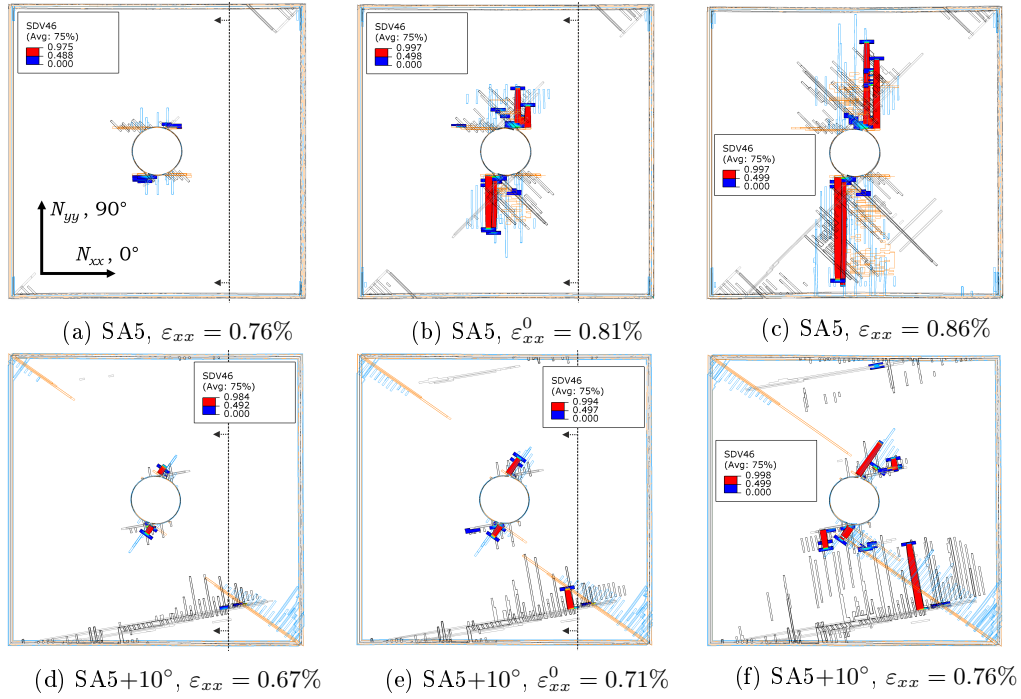 SDV46
(Avg: 75%)
0.975
0.488
0.000
N_yy, 90°
N_xx, 0°
(a) SA5, ε_xx = 0.76%
SDV46
(Avg: 75%)
0.997
0.498
0.000
(b) SA5, ε^0_xx = 0.81%
SDV46
(Avg: 75%)
0.997
0.499
0.000
(c) SA5, ε_xx = 0.86%
SDV46
(Avg: 75%)
0.984
0.492
0.000
(d) SA5+10°, ε_xx = 0.67%
SDV46
(Avg: 75%)
0.994
0.497
0.000
(e) SA5+10°, ε^0_xx = 0.71%
SDV46
(Avg: 75%)
0.998
0.499
0.000
(f) SA5+10°, ε_xx = 0.76%